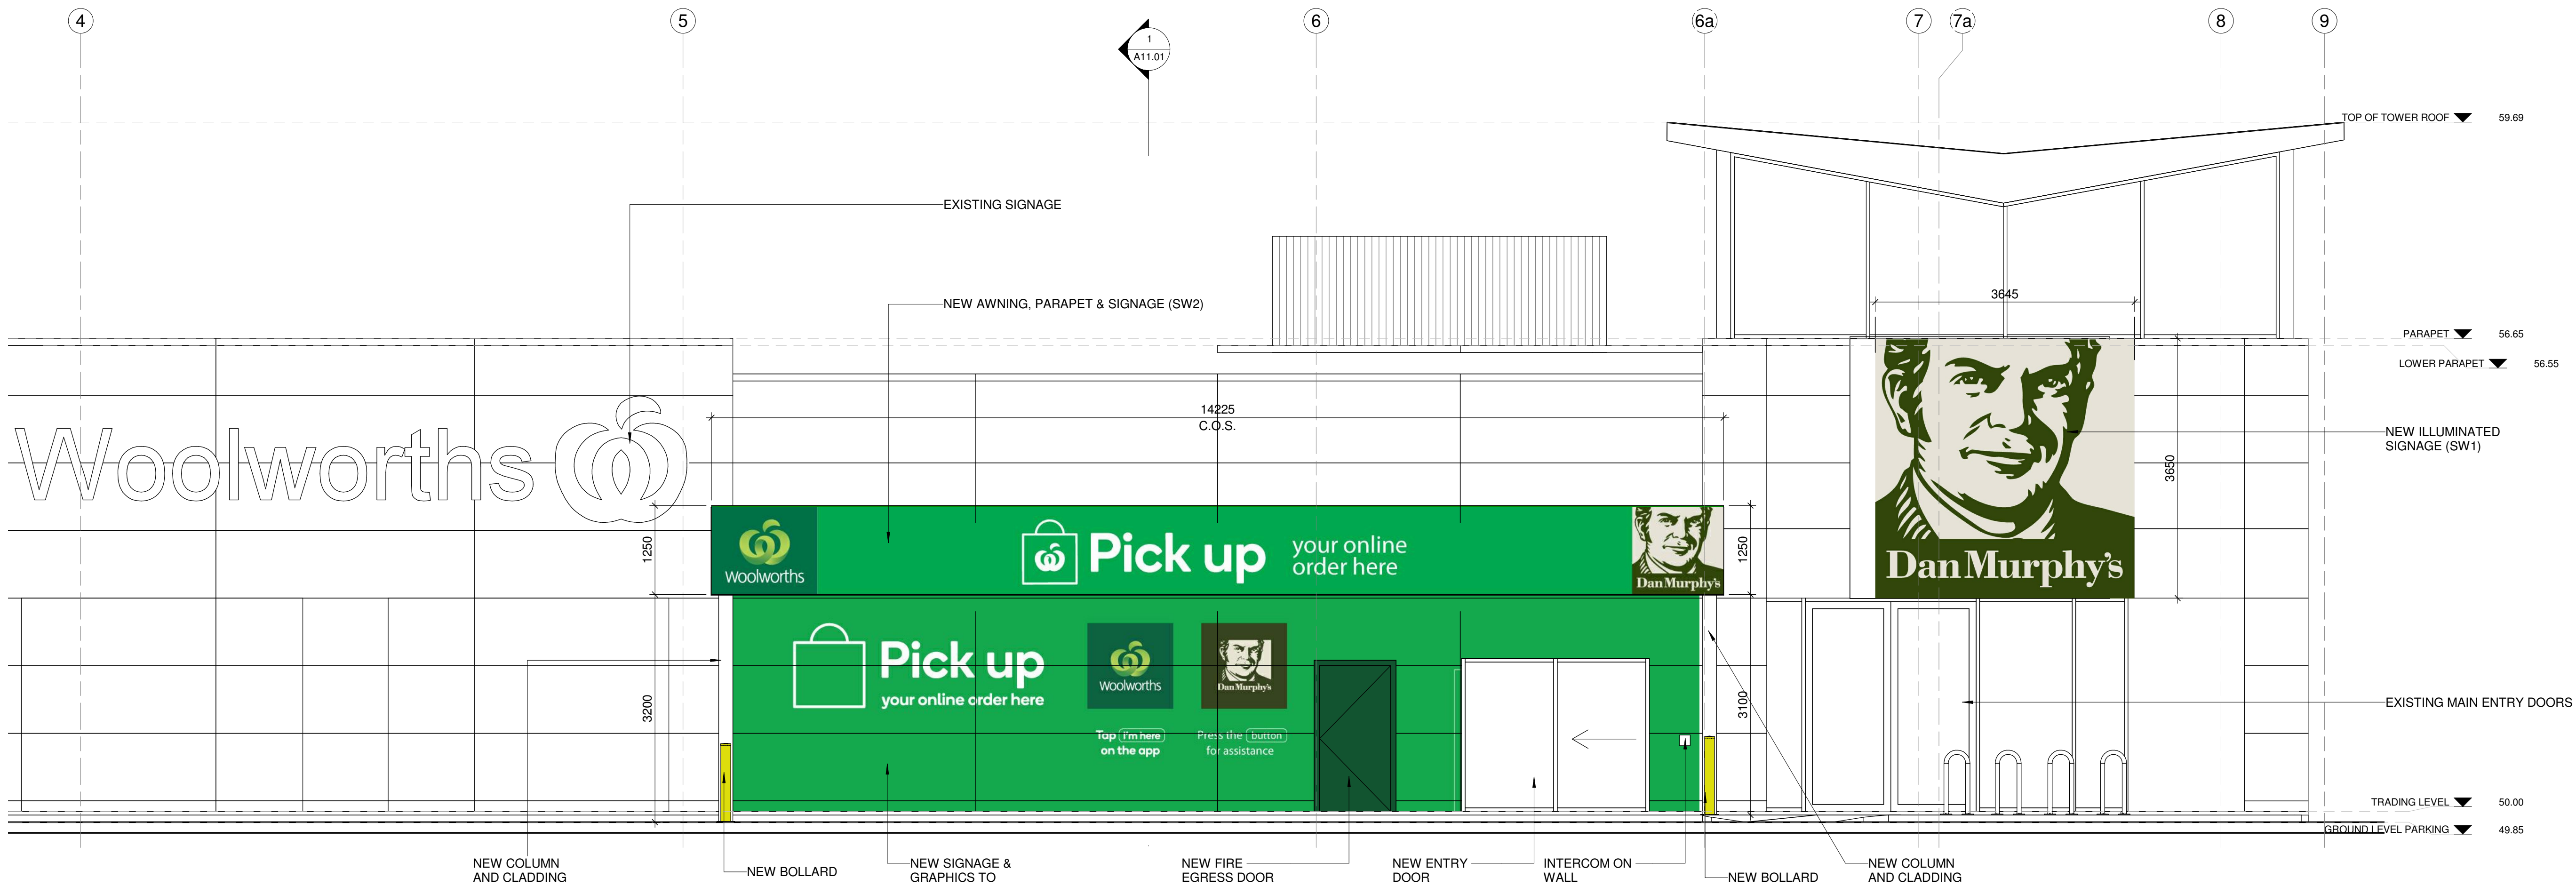 4
5
6
6a
7
7a
8
9
1
A11.01
TOP OF TOWER ROOF 59.69
EXISTING SIGNAGE
NEW AWNING, PARAPET & SIGNAGE (SW2)
3645
PARAPET 56.65
LOWER PARAPET 56.55
14225
C.O.S.
NEW ILLUMINATED
SIGNAGE (SW1)
Woolworths
3650
1250
Woolworths
Pick up
your online
order here
Dan Murphy's
1250
Dan Murphy's
Pick up
your online order here
Woolworths
Dan Murphy's
Tap I'm here
on the app
Press the button
for assistance
3200
3100
EXISTING MAIN ENTRY DOORS
TRADING LEVEL 50.00
GROUND LEVEL PARKING 49.85
NEW COLUMN
AND CLADDING
NEW BOLLARD
NEW SIGNAGE &
GRAPHICS TO
NEW FIRE
EGRESS DOOR
NEW ENTRY
DOOR
INTERCOM ON
WALL
NEW BOLLARD
NEW COLUMN
AND CLADDING